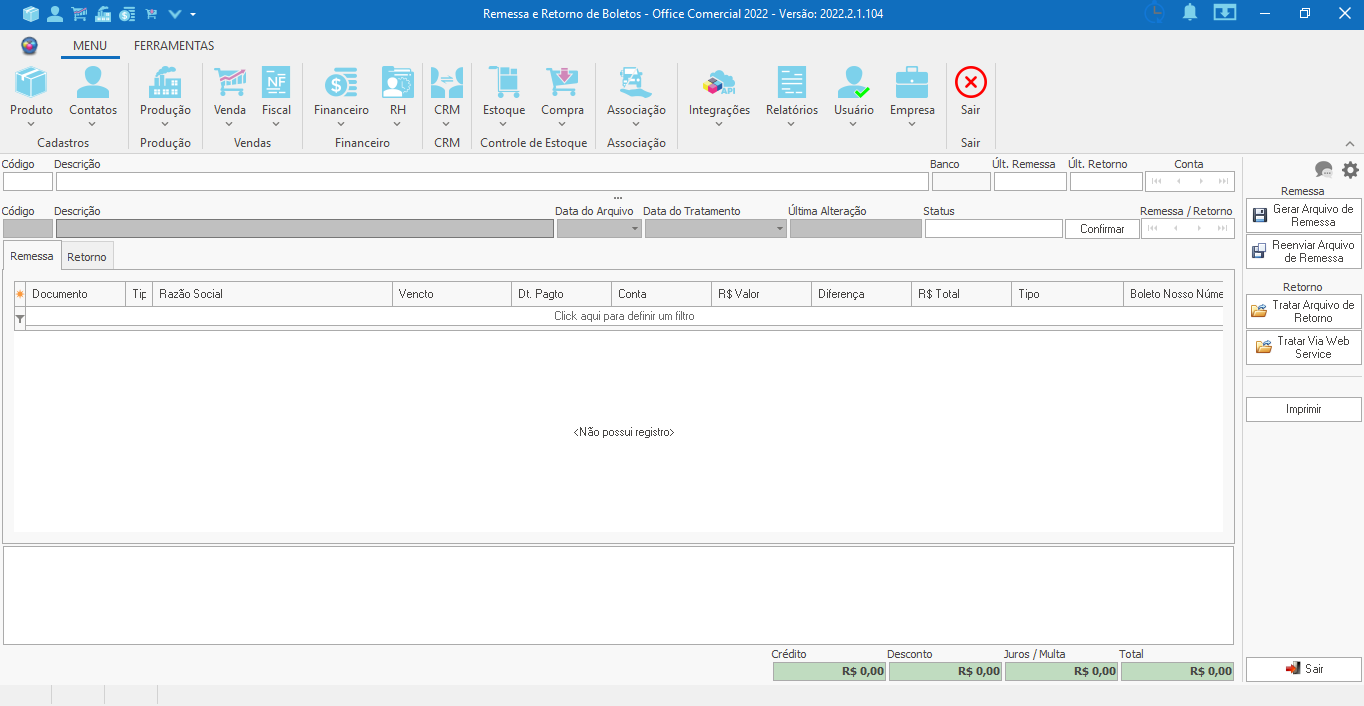 Remessa e Retorno de Boletos - Office Comercial 2022 - Versão: 2022.2.1.104
MENU FERRAMENTAS
NF API
Produto Contatos Produção Venda Fiscal Financeiro RH CRM Estoque Compra Associação Integrações Relatórios Usuário Empresa Sair
Cadastros Produção Vendas Financeiro CRM Controle de Estoque Associação Sair
Código Descrição Banco Últ. Remessa Últ. Retorno Conta
...
Código Descrição Data do Arquivo Data do Tratamento Última Alteração Status Remessa / Retorno
Confirmar
Remessa Retorno
Documento Tip Razão Social Vencto Dt. Pagto Conta R$ Valor Diferença R$ Total Tipo Boleto Nosso Núme
Click aqui para definir um filtro
<Não possui registro>
Crédito Desconto Juros / Multa Total
R$ 0,00 R$ 0,00 R$ 0,00 R$ 0,00
Remessa
Gerar Arquivo de
Remessa
Reenviar Arquivo
de Remessa
Retorno
Tratar Arquivo de
Retorno
Tratar Via Web
Service
Imprimir
Sair